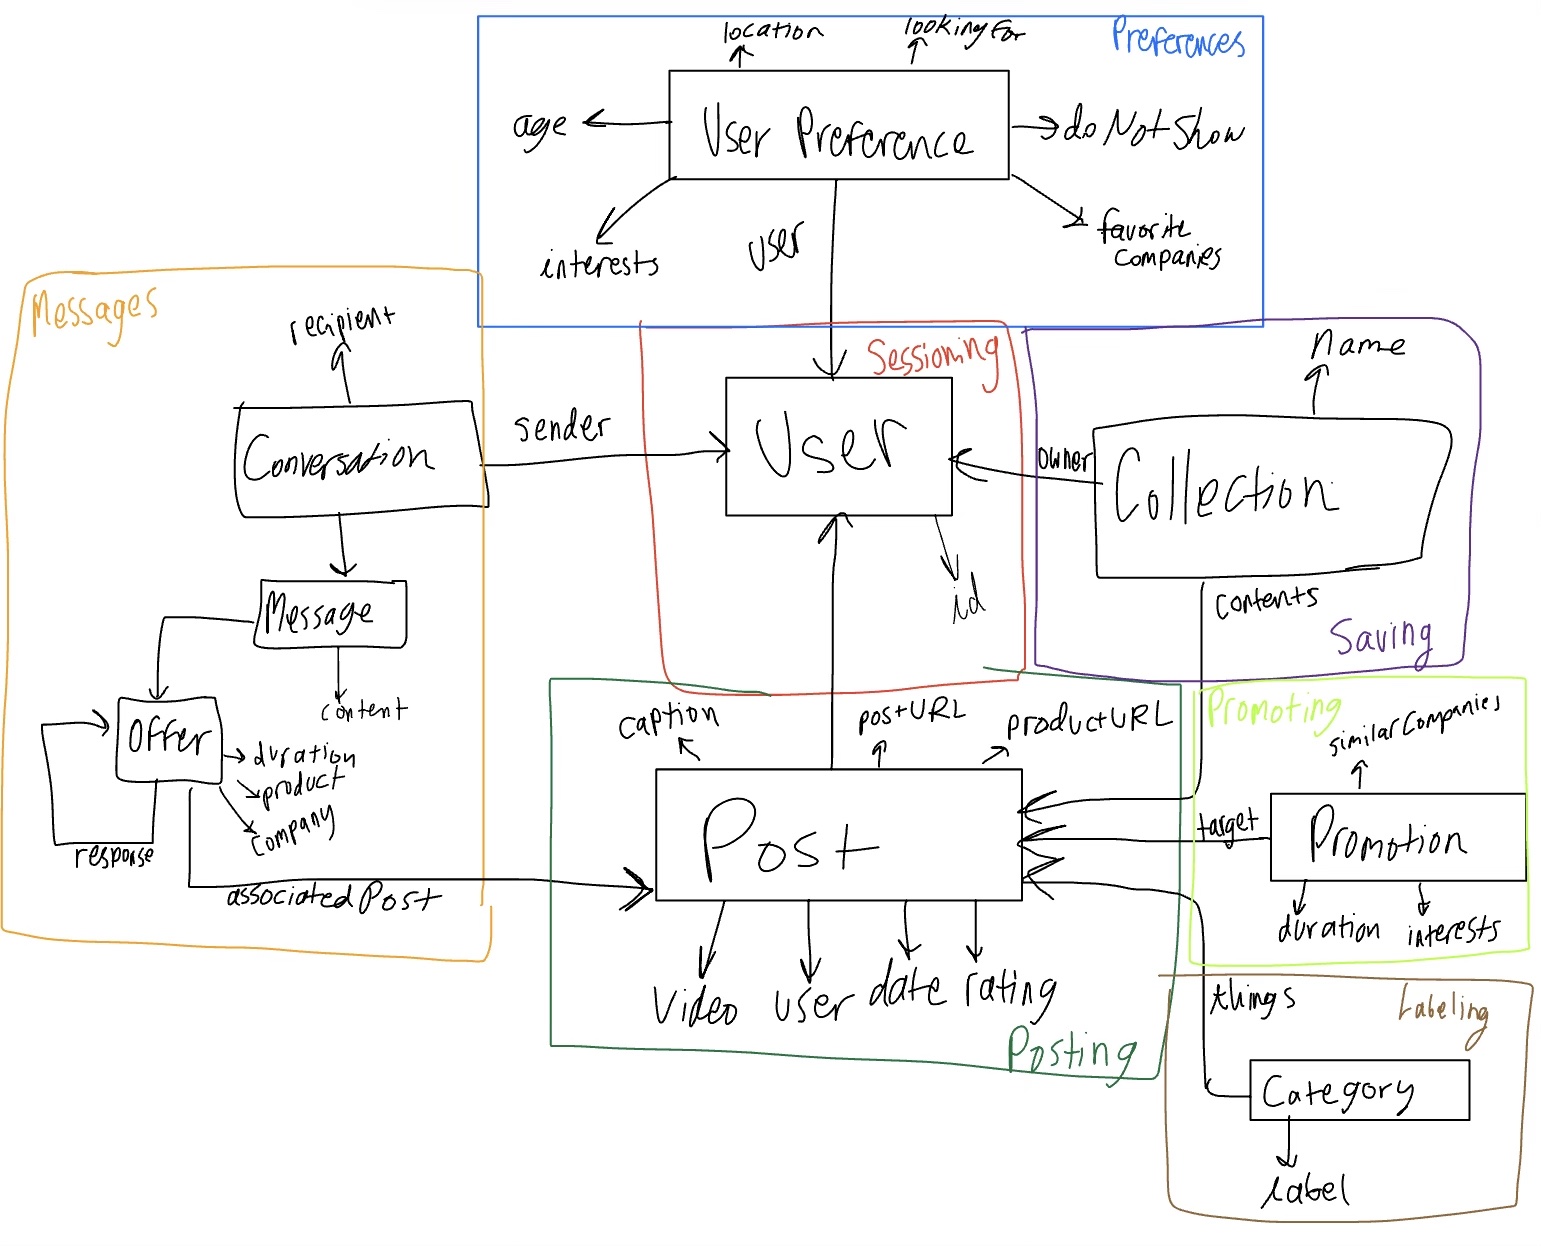 location
lookingFor
Preferences
age
User Preference
doNotShow
interests
user
favorite
Companies
Messages
recipient
Sessioning
Name
Conversation
sender
User
owner
Collection
id
contents
Saving
Message
content
Offer
duration
product
company
response
associatedPost
caption
postURL
productURL
Promoting
similarCompanies
Post
target
Promotion
duration
interests
Video
user
date
rating
Posting
things
Labeling
Category
label